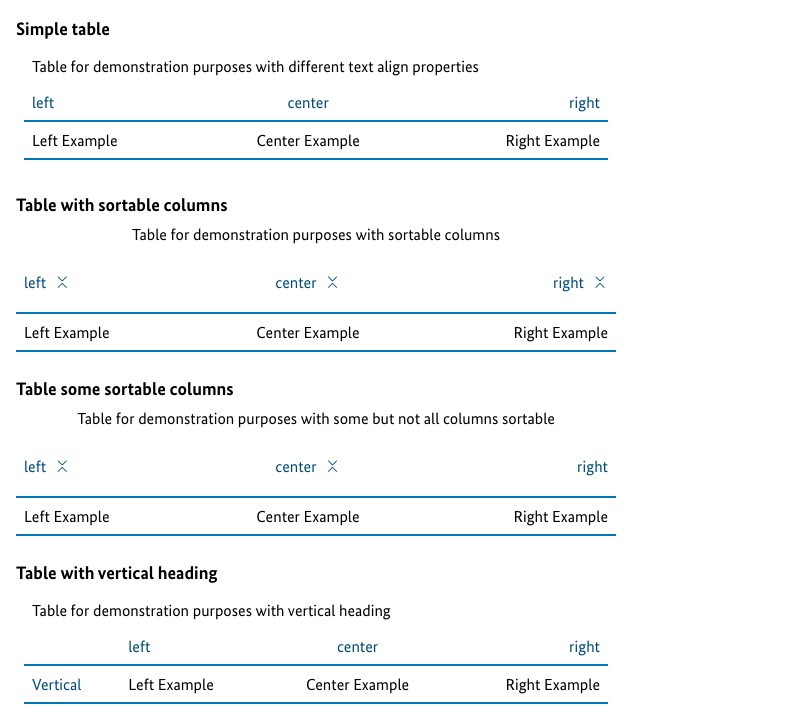 Simple table
Table for demonstration purposes with different text align properties
left center right
Left Example Center Example Right Example
Table with sortable columns
Table for demonstration purposes with sortable columns
left center right
Left Example Center Example Right Example
Table some sortable columns
Table for demonstration purposes with some but not all columns sortable
left center right
Left Example Center Example Right Example
Table with vertical heading
Table for demonstration purposes with vertical heading
left center right
Vertical Left Example Center Example Right Example